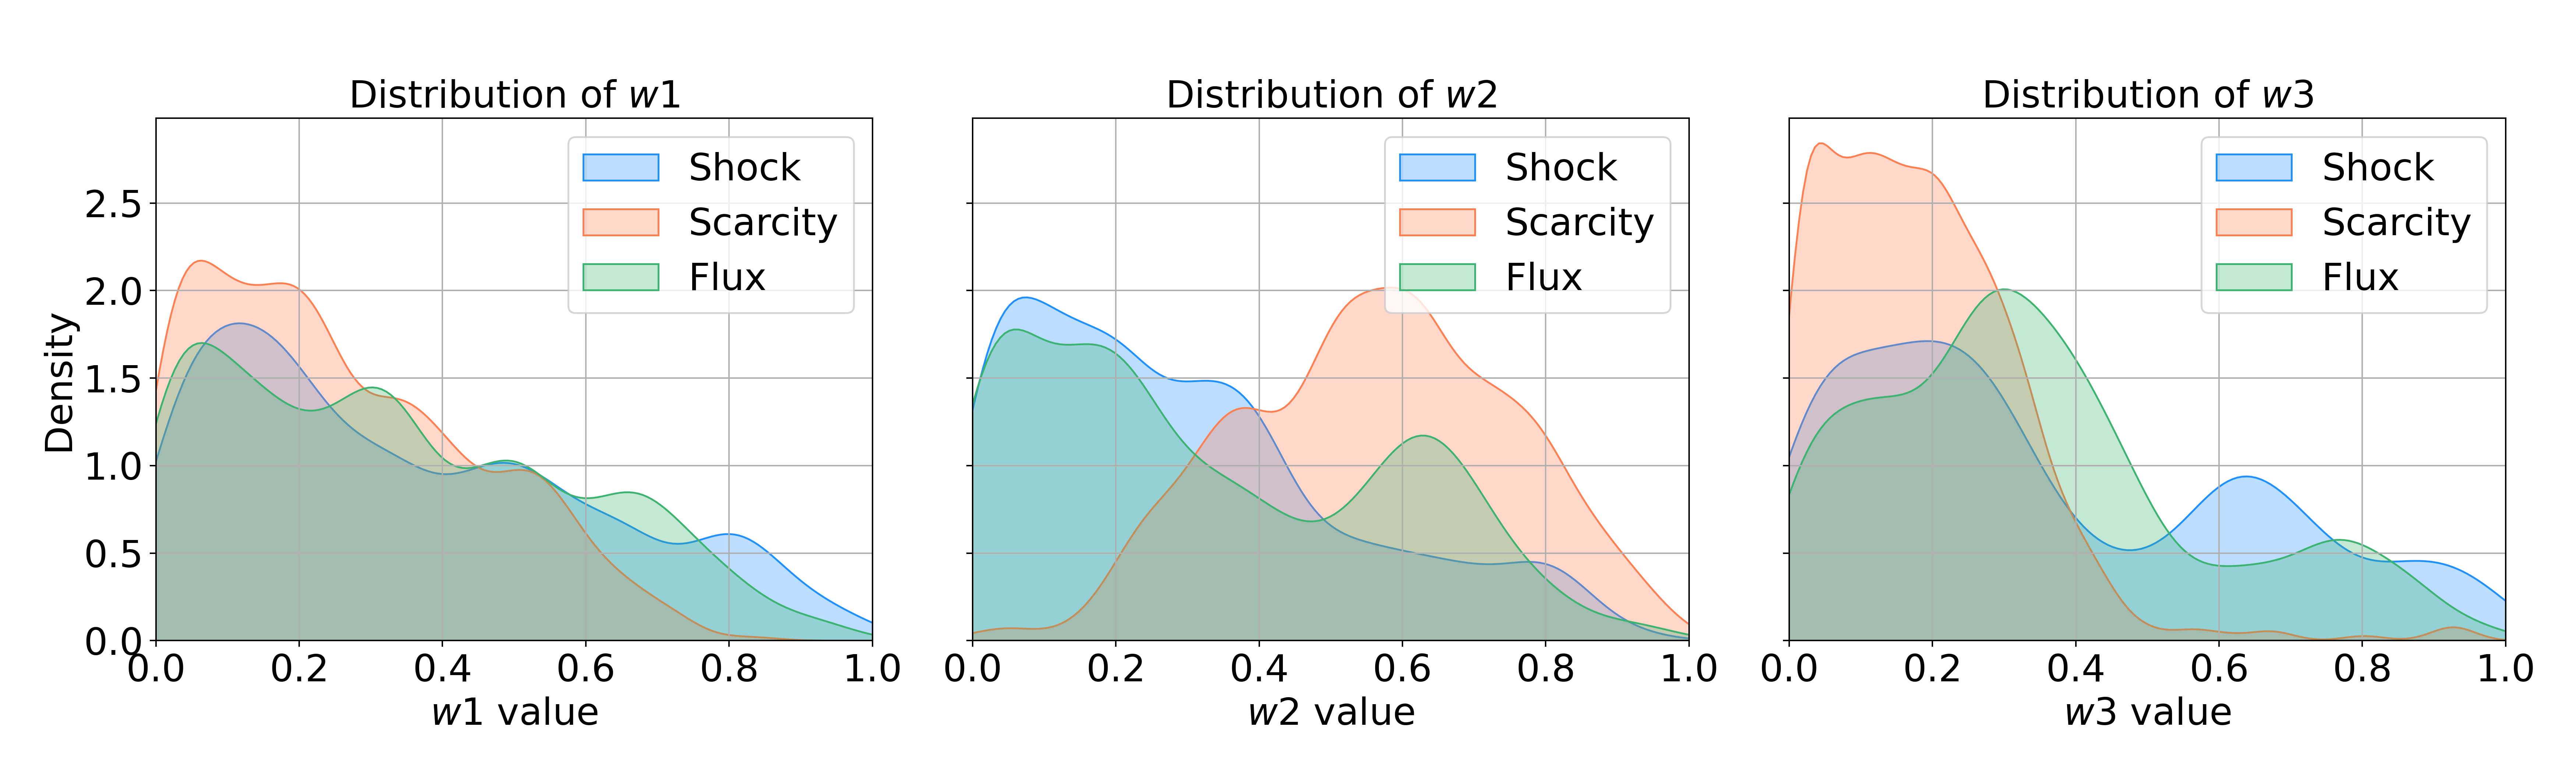 Distribution of w1
Distribution of w2
Distribution of w3
Density
2.5
2.0
1.5
1.0
0.5
0.0
Shock
Scarcity
Flux
Shock
Scarcity
Flux
Shock
Scarcity
Flux
0.0 0.2 0.4 0.6 0.8 1.0
0.0 0.2 0.4 0.6 0.8 1.0
0.0 0.2 0.4 0.6 0.8 1.0
w1 value
w2 value
w3 value